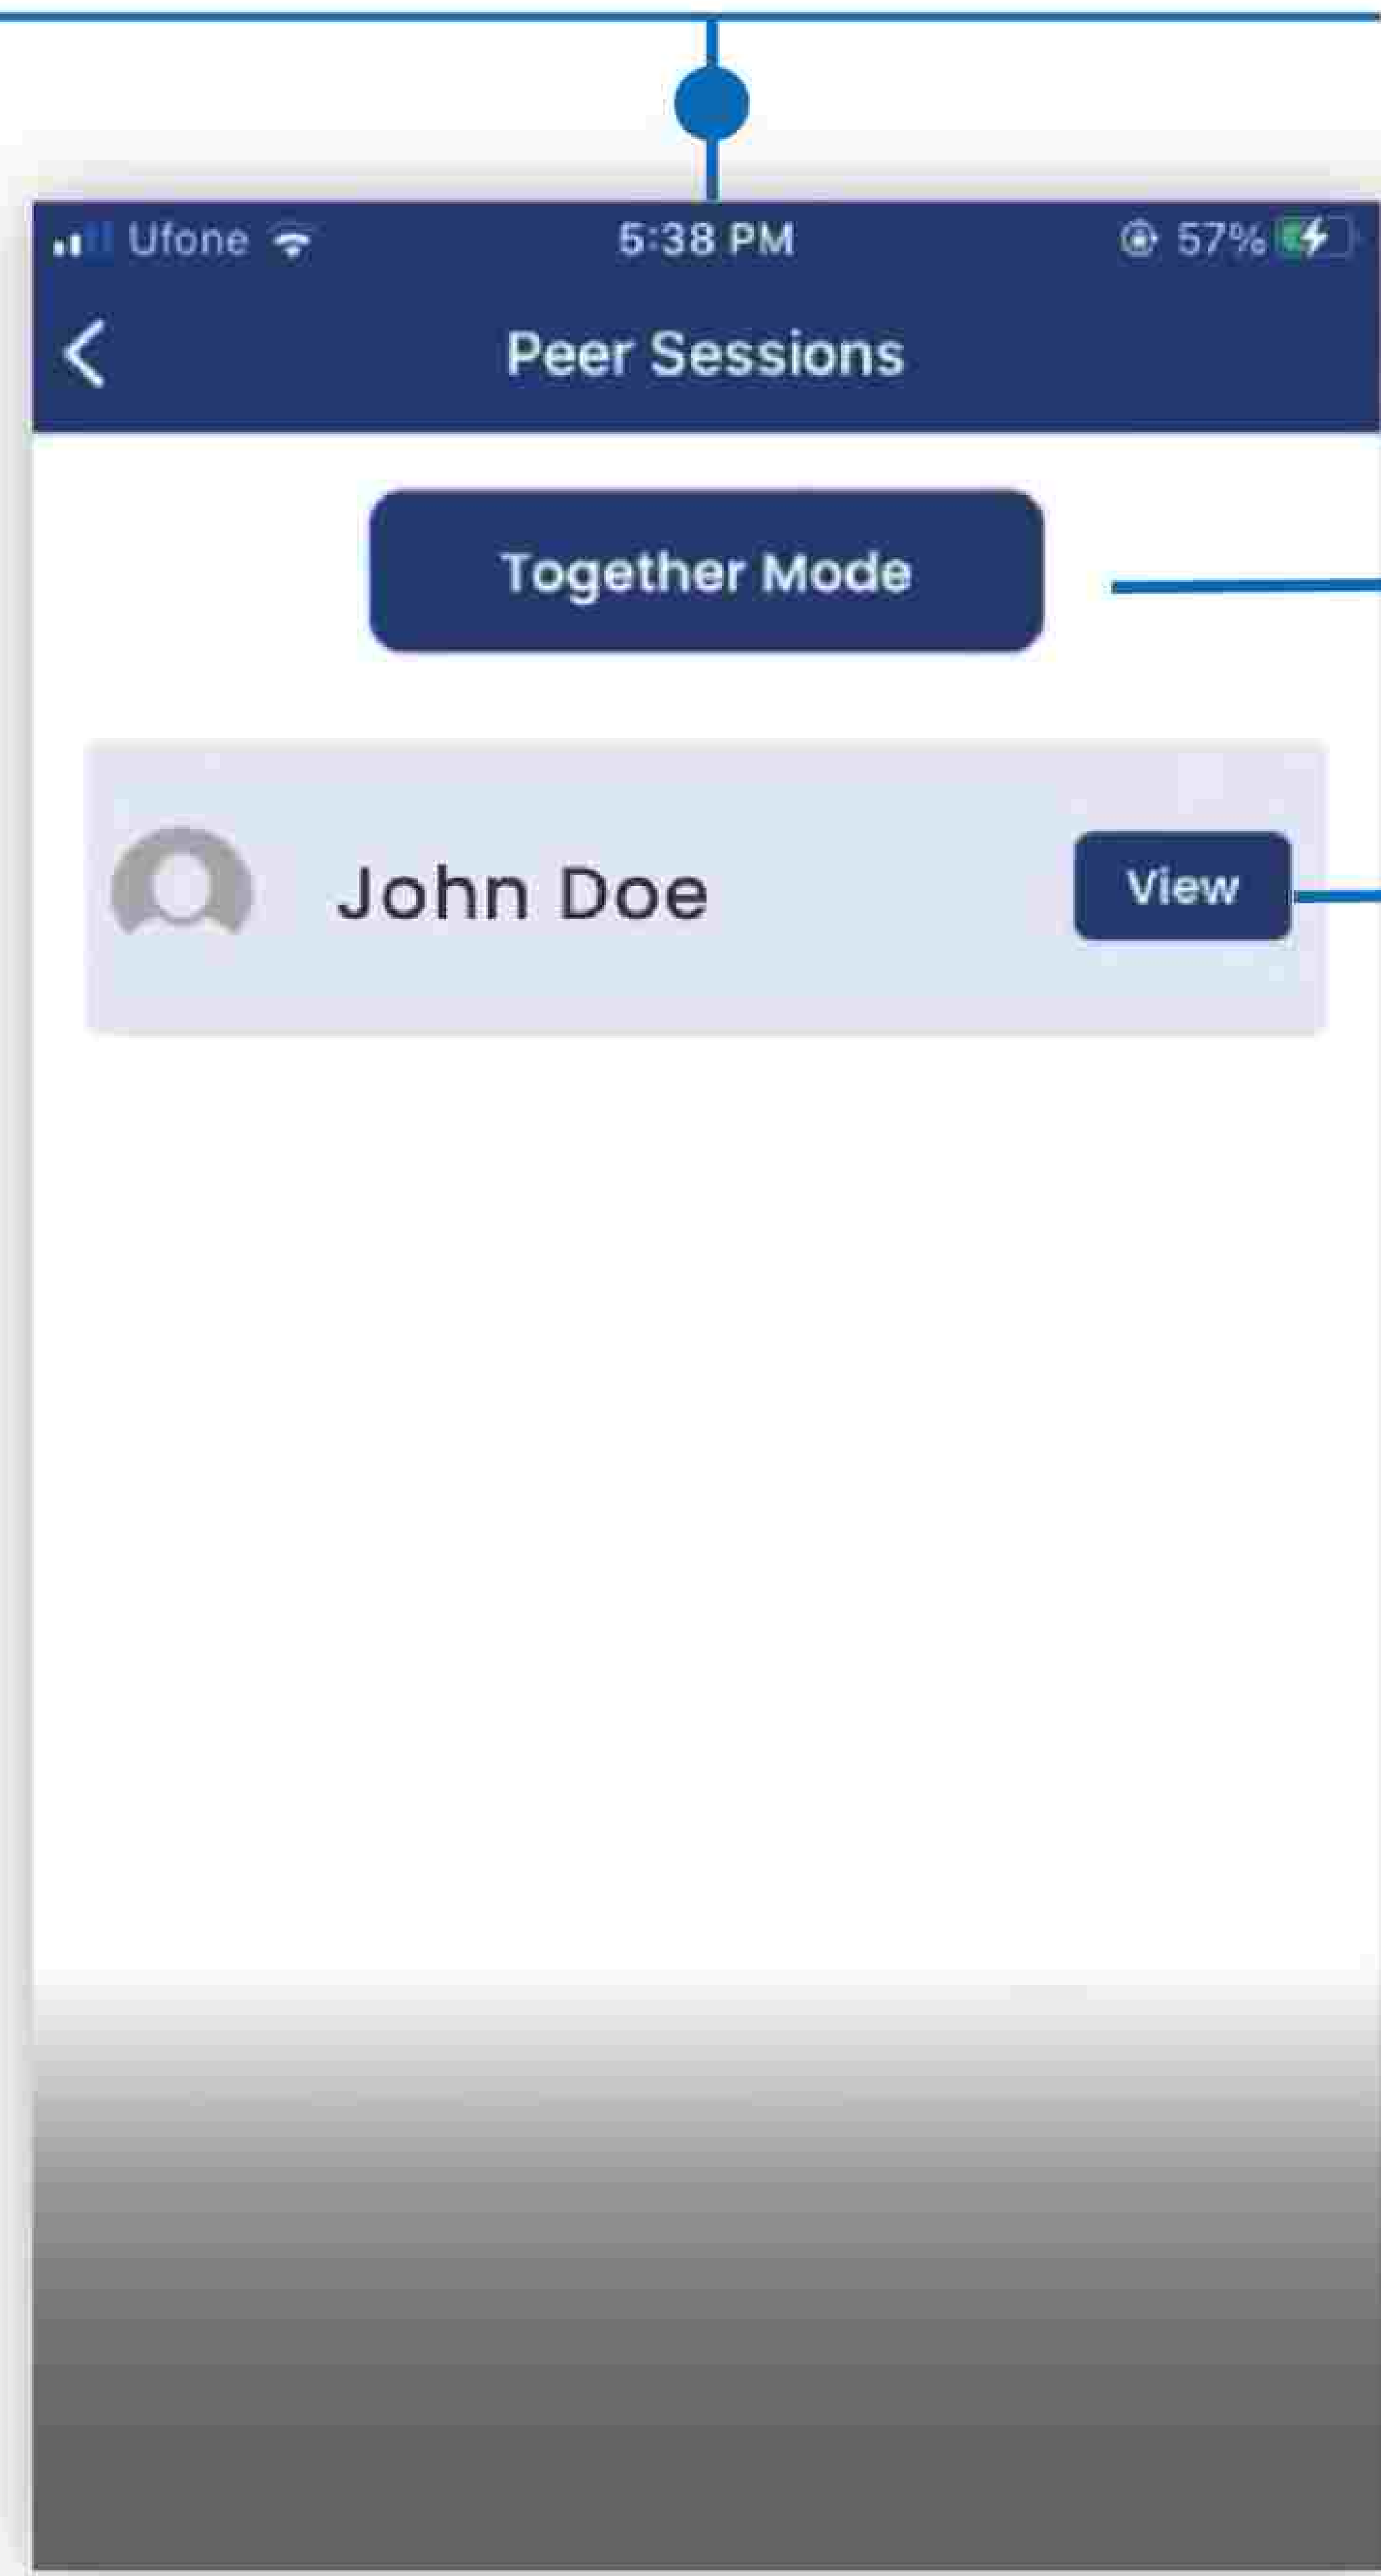 Ufone 5:38 PM 57%
Peer Sessions
Together Mode
John Doe View